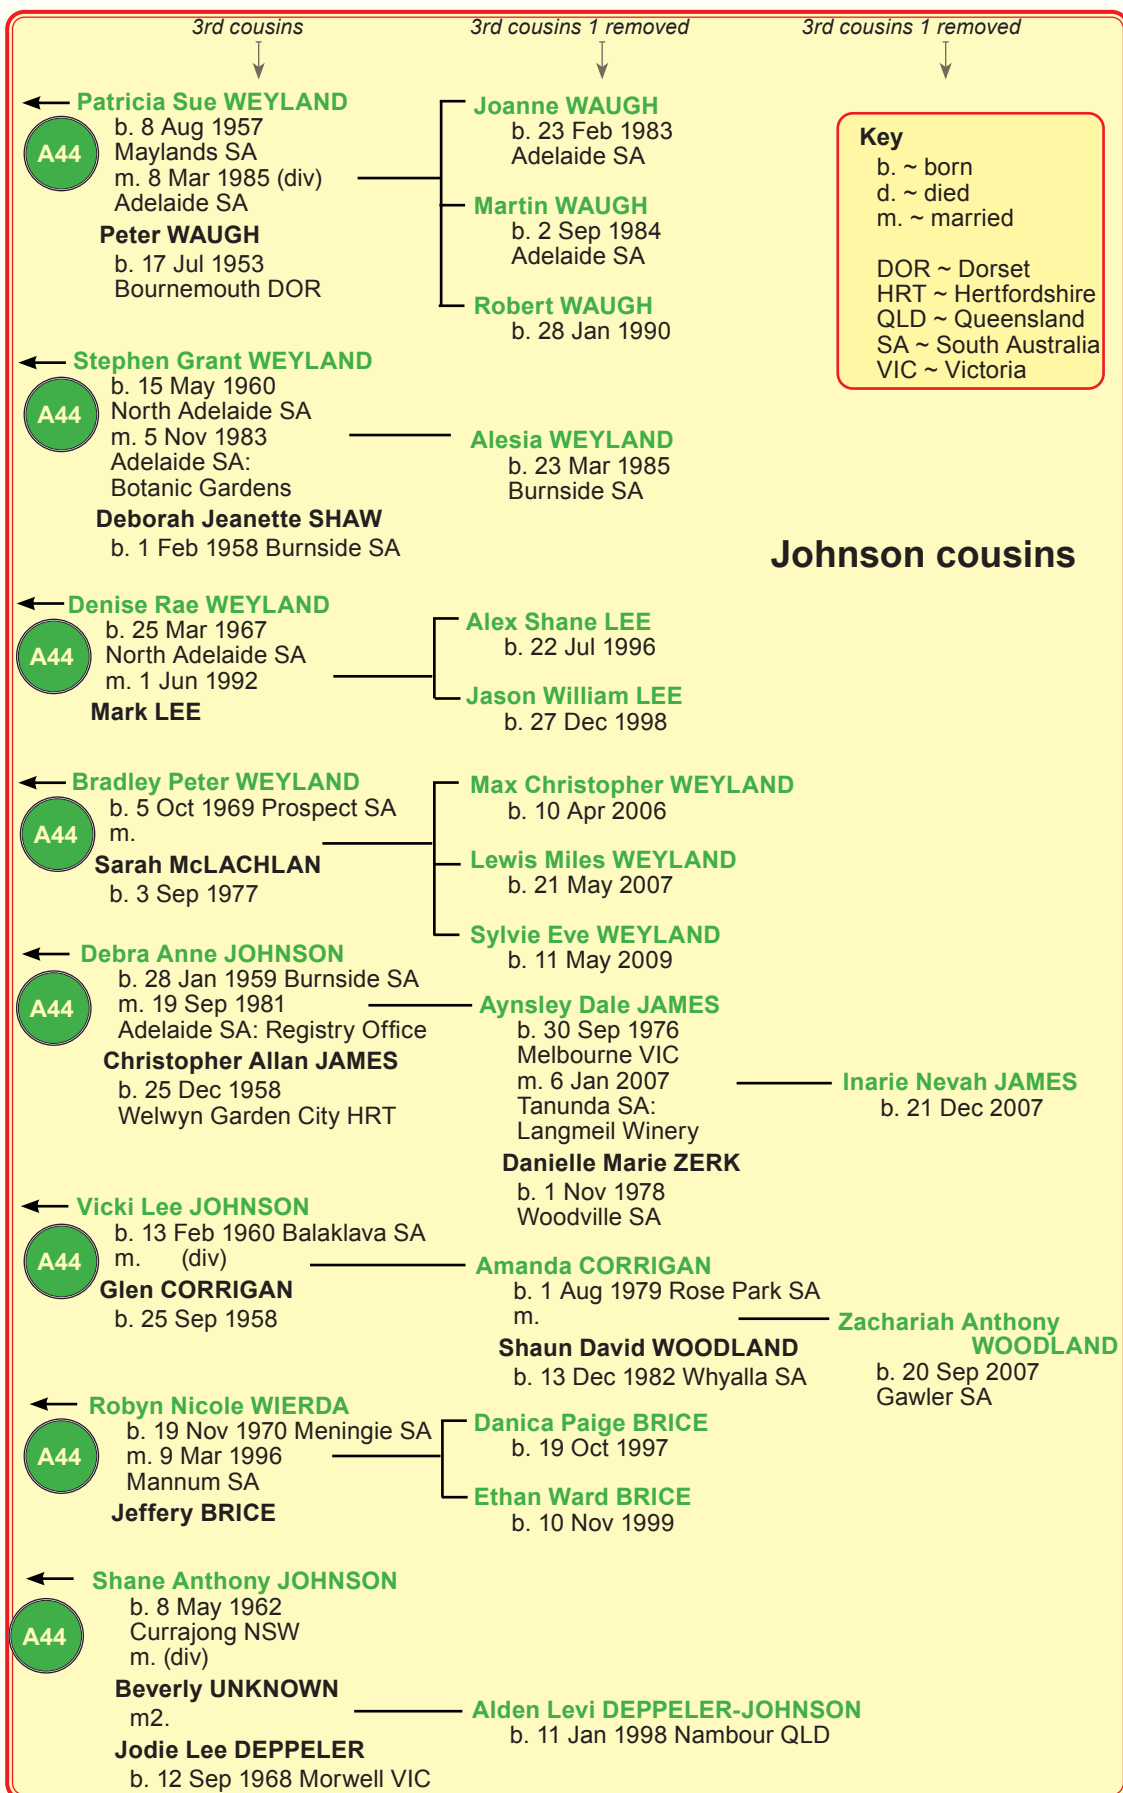 3rd cousins
3rd cousins 1 removed
3rd cousins 1 removed
Patricia Sue WEYLAND
A44
b. 8 Aug 1957
Maylands SA
m. 8 Mar 1985 (div)
Adelaide SA
Peter WAUGH
b. 17 Jul 1953
Bournemouth DOR
Joanne WAUGH
b. 23 Feb 1983
Adelaide SA
Martin WAUGH
b. 2 Sep 1984
Adelaide SA
Robert WAUGH
b. 28 Jan 1990
Key
b. ~ born
d. ~ died
m. ~ married
DOR ~ Dorset
HRT ~ Hertfordshire
QLD ~ Queensland
SA ~ South Australia
VIC ~ Victoria
Stephen Grant WEYLAND
A44
b. 15 May 1960
North Adelaide SA
m. 5 Nov 1983
Adelaide SA:
Botanic Gardens
Deborah Jeanette SHAW
b. 1 Feb 1958 Burnside SA
Alesia WEYLAND
b. 23 Mar 1985
Burnside SA
Johnson cousins
Denise Rae WEYLAND
A44
b. 25 Mar 1967
North Adelaide SA
m. 1 Jun 1992
Mark LEE
Alex Shane LEE
b. 22 Jul 1996
Jason William LEE
b. 27 Dec 1998
Bradley Peter WEYLAND
A44
b. 5 Oct 1969 Prospect SA
m.
Sarah McLACHLAN
b. 3 Sep 1977
Max Christopher WEYLAND
b. 10 Apr 2006
Lewis Miles WEYLAND
b. 21 May 2007
Sylvie Eve WEYLAND
b. 11 May 2009
Debra Anne JOHNSON
A44
b. 28 Jan 1959 Burnside SA
m. 19 Sep 1981
Adelaide SA: Registry Office
Christopher Allan JAMES
b. 25 Dec 1958
Welwyn Garden City HRT
Aynsley Dale JAMES
b. 30 Sep 1976
Melbourne VIC
m. 6 Jan 2007
Tanunda SA:
Langmeil Winery
Danielle Marie ZERK
b. 1 Nov 1978
Woodville SA
Inarie Nevah JAMES
b. 21 Dec 2007
Vicki Lee JOHNSON
A44
b. 13 Feb 1960 Balaklava SA
m. (div)
Glen CORRIGAN
b. 25 Sep 1958
Amanda CORRIGAN
b. 1 Aug 1979 Rose Park SA
m.
Shaun David WOODLAND
b. 13 Dec 1982 Whyalla SA
Zachariah Anthony
WOODLAND
b. 20 Sep 2007
Gawler SA
Robyn Nicole WIERDA
A44
b. 19 Nov 1970 Meningie SA
m. 9 Mar 1996
Mannum SA
Jeffery BRICE
Danica Paige BRICE
b. 19 Oct 1997
Ethan Ward BRICE
b. 10 Nov 1999
Shane Anthony JOHNSON
A44
b. 8 May 1962
Currajong NSW
m. (div)
Beverly UNKNOWN
m2.
Jodie Lee DEPPELER
b. 12 Sep 1968 Morwell VIC
Alden Levi DEPPELER-JOHNSON
b. 11 Jan 1998 Nambour QLD